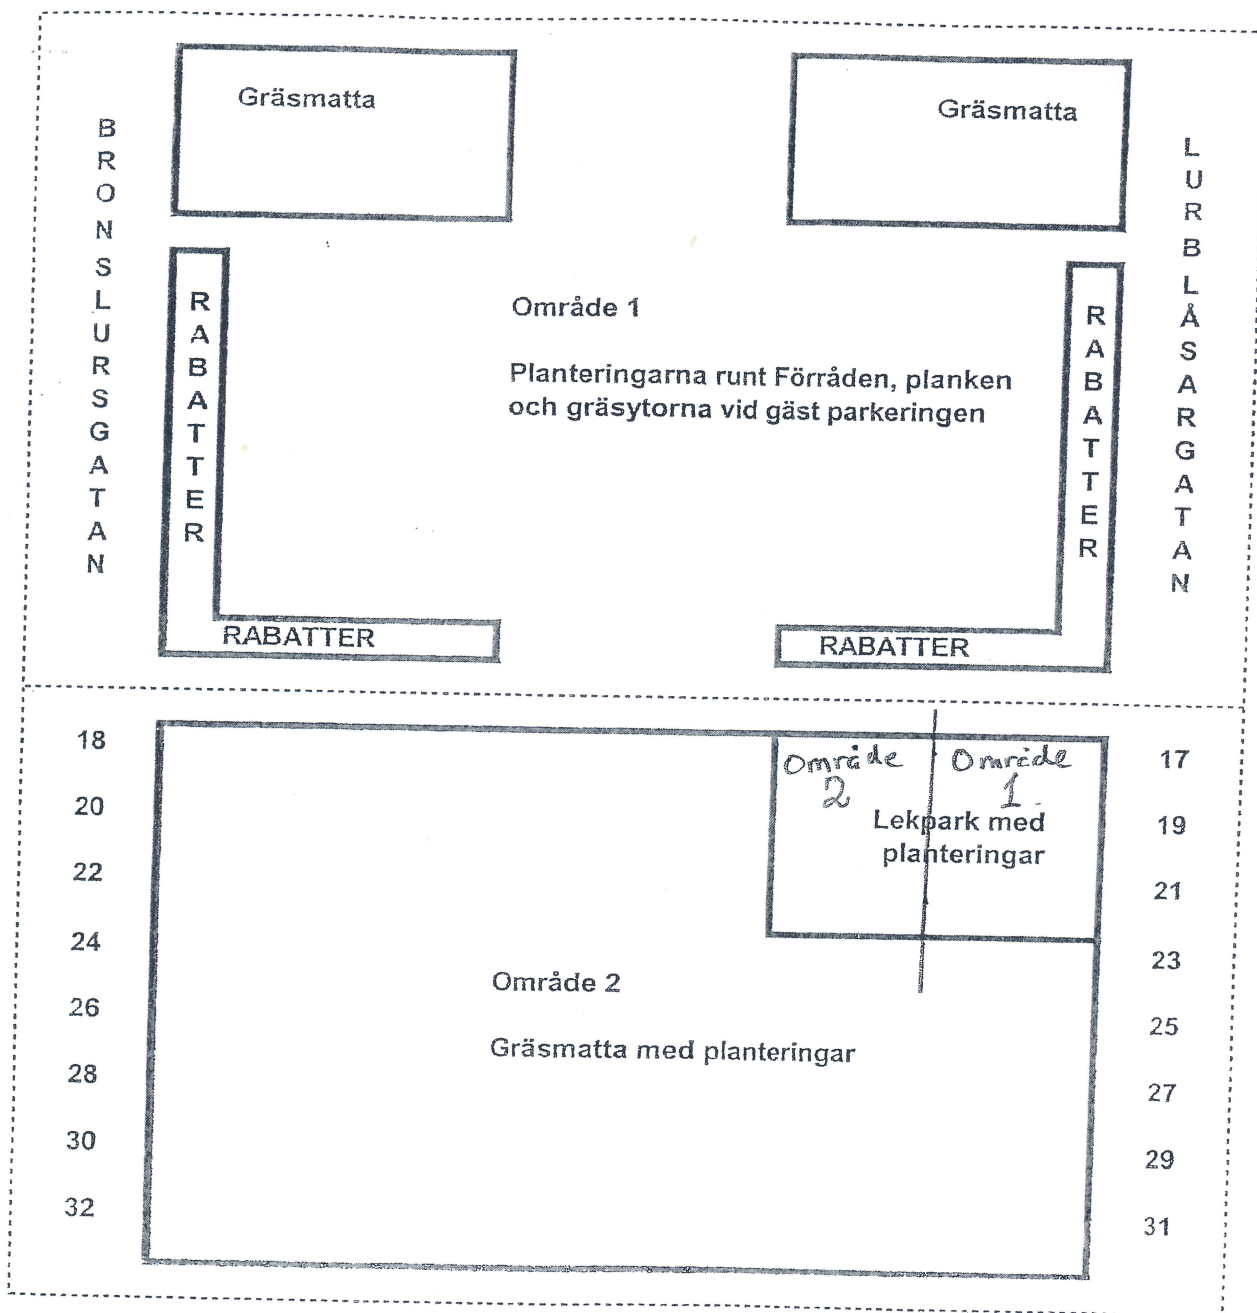 Gräsmatta
Gräsmatta
BRONSLURSGATAN
LURBLÅSARGATAN
RABATTER
RABATTER
Område 1
Planteringarna runt Förråden, planken
och gräsytorna vid gäst parkeringen
RABATTER
RABATTER
18
20
22
24
26
28
30
32
Område
2
Område
1
Lekpark med
planteringar
Område 2
Gräsmatta med planteringar
17
19
21
23
25
27
29
31